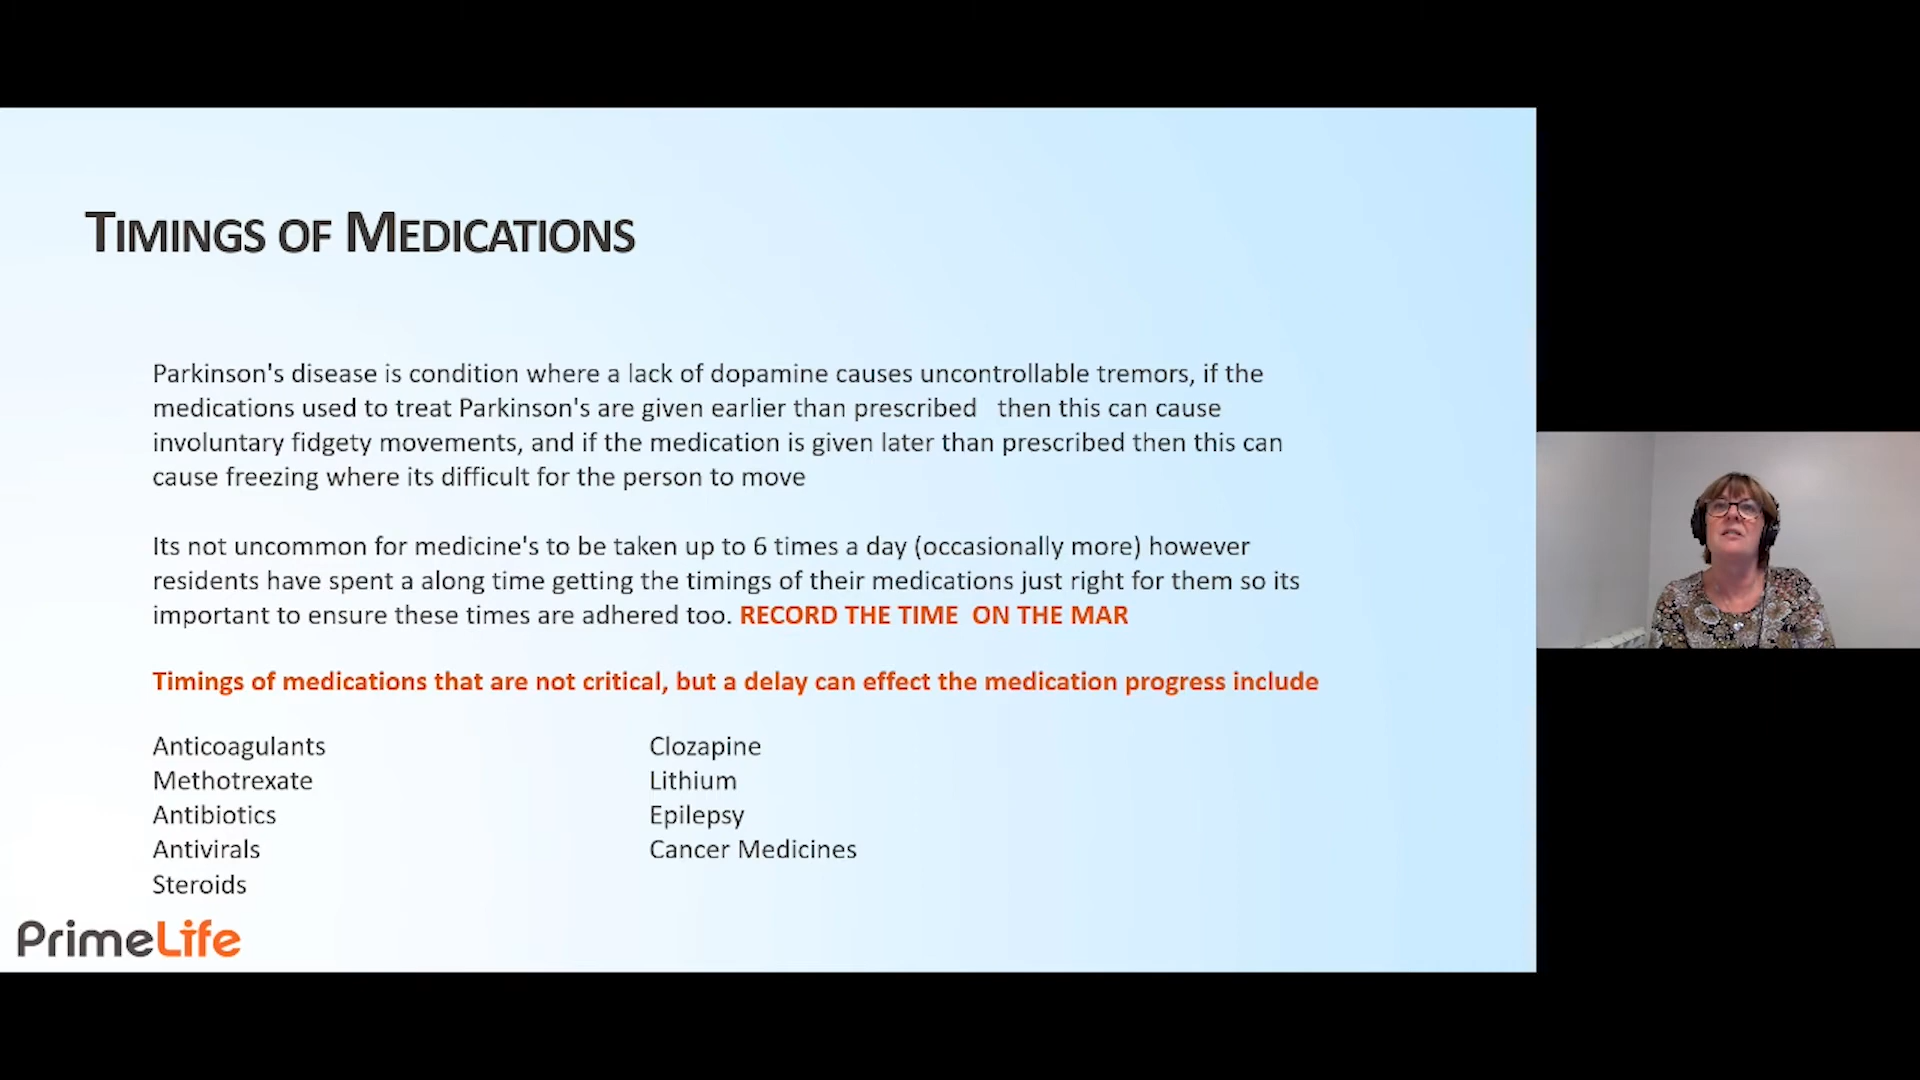 TIMINGS OF MEDICATIONS
Parkinson's disease is condition where a lack of dopamine causes uncontrollable tremors, if the
medications used to treat Parkinson's are given earlier than prescribed   then this can cause
involuntary fidgety movements, and if the medication is given later than prescribed then this can
cause freezing where its difficult for the person to move
Its not uncommon for medicine's to be taken up to 6 times a day (occasionally more) however
residents have spent a along time getting the timings of their medications just right for them so its
important to ensure these times are adhered too. RECORD THE TIME  ON THE MAR
Timings of medications that are not critical, but a delay can effect the medication progress include
Anticoagulants
Methotrexate
Antibiotics
Antivirals
Steroids
Clozapine
Lithium
Epilepsy
Cancer Medicines
PrimeLife